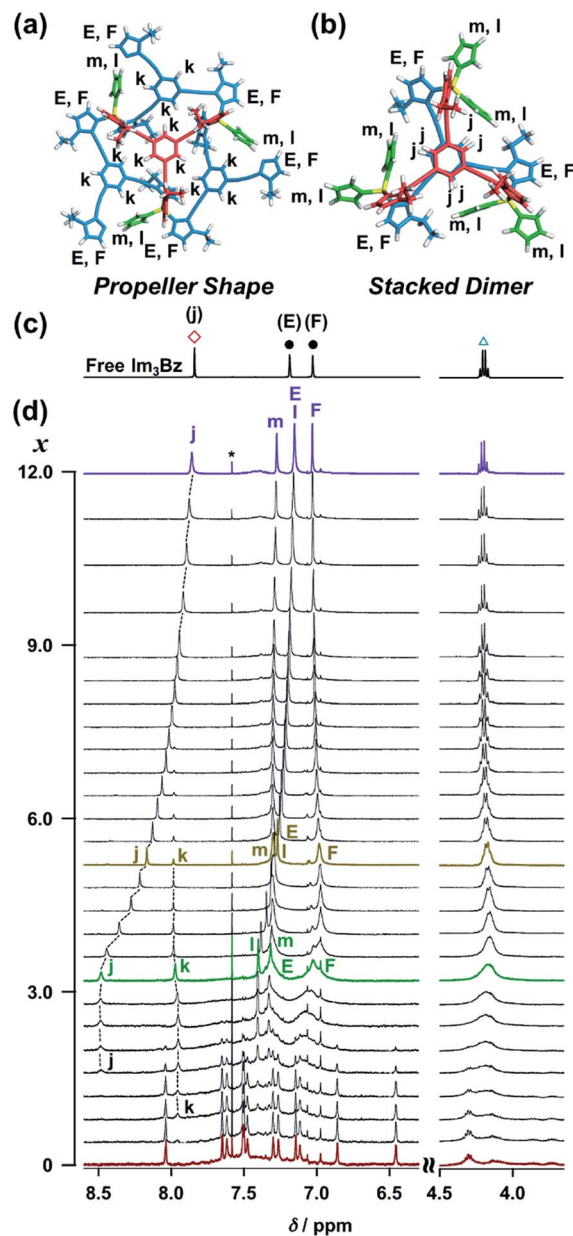 (a)
(b)
E, F
m, l
E, F
k
k
k
k
k
E, F
E, F
k
k
m, l
k
k
k
k
E, F
E, F
m, l
E, F
Propeller Shape
m, l
E, F
m, l
m, l
j
j
j
j
j
j
E, F
E, F
m, l
m, l
Stacked Dimer
(c)
(j)
(E) (F)
Free Im3Bz
(d)
x
j
*
m
E
l
F
12.0
9.0
6.0
j
k
m
E
l
F
j
k
l
m
E
F
3.0
j
k
0
8.5 8.0 7.5 7.0 6.5 4.5 4.0
δ / ppm